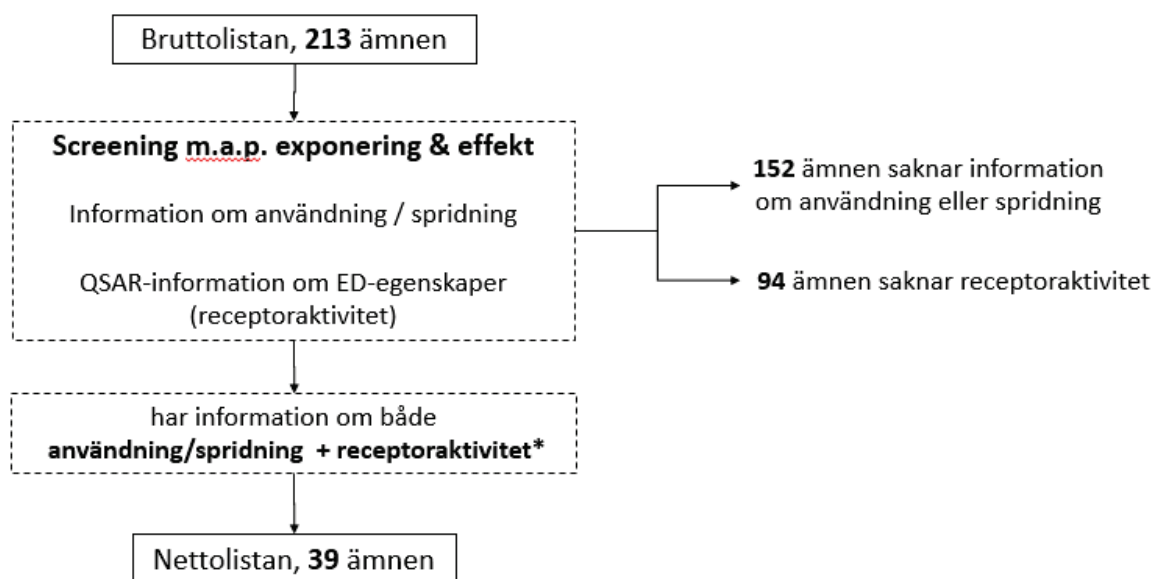 Bruttolistan, 213 ämnen
Screening m.a.p. exponering & effekt
Information om användning / spridning
QSAR-information om ED-egenskaper
(receptoraktivitet)
152 ämnen saknar information
om användning eller spridning
94 ämnen saknar receptoraktivitet
har information om både
användning/spridning + receptoraktivitet*
Nettolistan, 39 ämnen